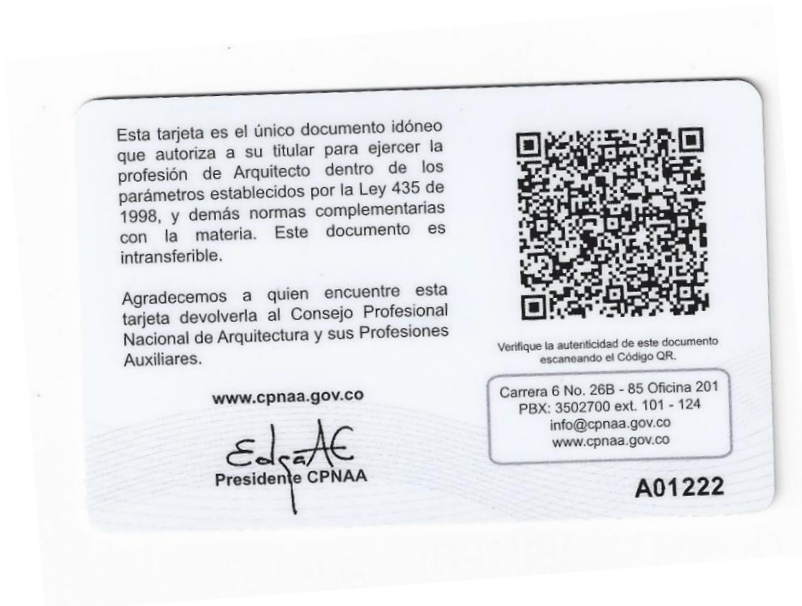 Esta tarjeta es el único documento idóneo
que autoriza a su titular para ejercer la
profesión de Arquitecto dentro de los
parámetros establecidos por la Ley 435 de
1998, y demás normas complementarias
con la materia. Este documento es
intransferible.
Agradecemos a quien encuentre esta
tarjeta devolverla al Consejo Profesional
Nacional de Arquitectura y sus Profesiones
Auxiliares.
www.cpnaa.gov.co
Presidente CPNAA
Verifique la autenticidad de este documento
escaneando el Código QR.
Carrera 6 No. 26B - 85 Oficina 201
PBX: 3502700 ext. 101 - 124
info@cpnaa.gov.co
www.cpnaa.gov.co
A01222